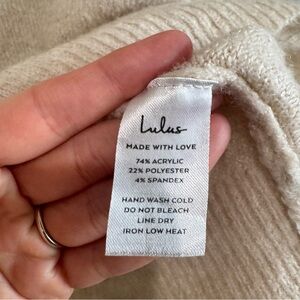 Lulus
MADE WITH LOVE
74% ACRYLIC
22% POLYESTER
4% SPANDEX
HAND WASH COLD
DO NOT BLEACH
LINE DRY
IRON LOW HEAT